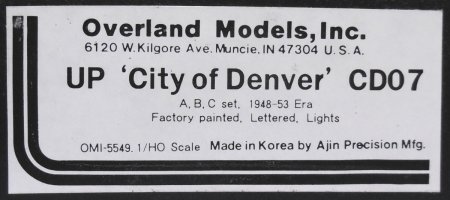 Overland Models,Inc.
6120 W.Kilgore Ave. Muncie, IN 47304 U.S.A.
UP 'City of Denver' CD07
A, B, C set, 1948-53 Era
Factory painted, Lettered, Lights
OMI-5549. 1/HO Scale Made in Korea by Ajin Precision Mfg.